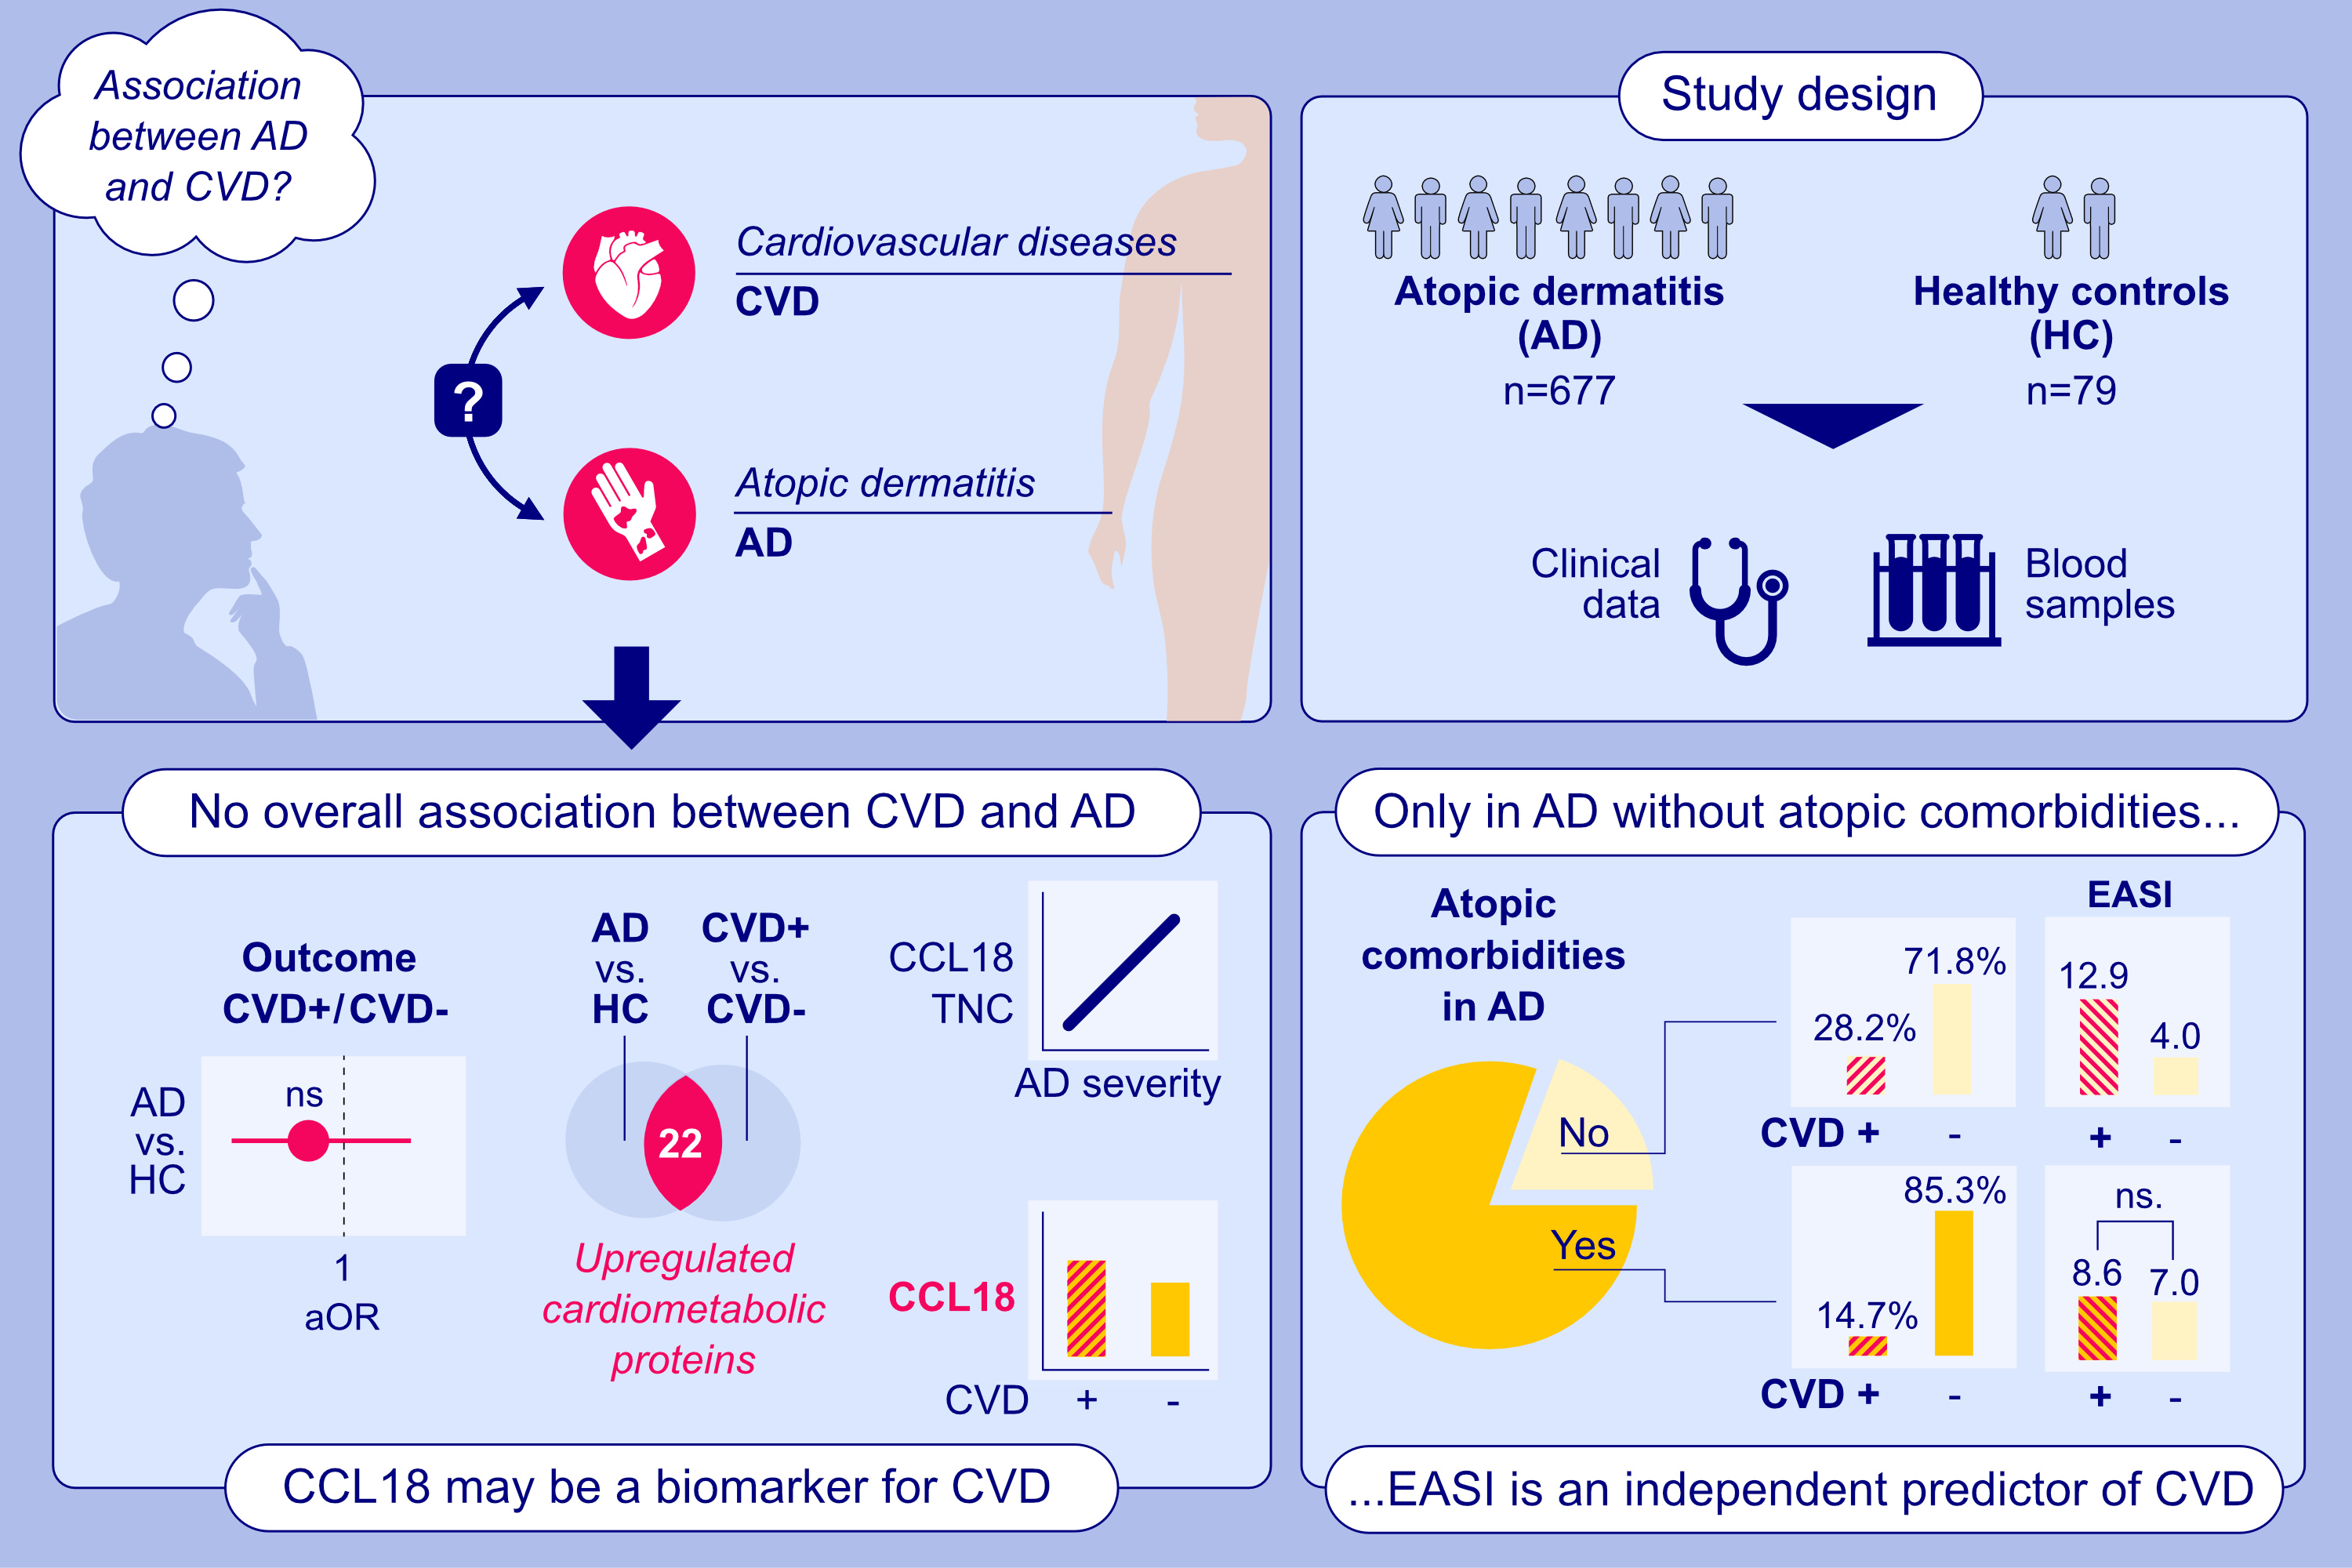 Association
between AD
and CVD?
Cardiovascular diseases
CVD
?
Atopic dermatitis
AD
Study design
Atopic dermatitis
(AD)
n=677
Healthy controls
(HC)
n=79
Clinical
data
Blood
samples
No overall association between CVD and AD
Outcome
CVD+/CVD-
AD
vs.
HC
ns
1
aOR
AD
vs.
HC
CVD+
vs.
CVD-
22
Upregulated
cardiometabolic
proteins
CCL18
TNC
AD severity
CCL18
CVD + -
CCL18 may be a biomarker for CVD
Only in AD without atopic comorbidities...
Atopic
comorbidities
in AD
No
Yes
28.2%
71.8%
CVD + -
EASI
12.9
4.0
+ -
14.7%
85.3%
CVD + -
ns.
8.6
7.0
+ -
...EASI is an independent predictor of CVD